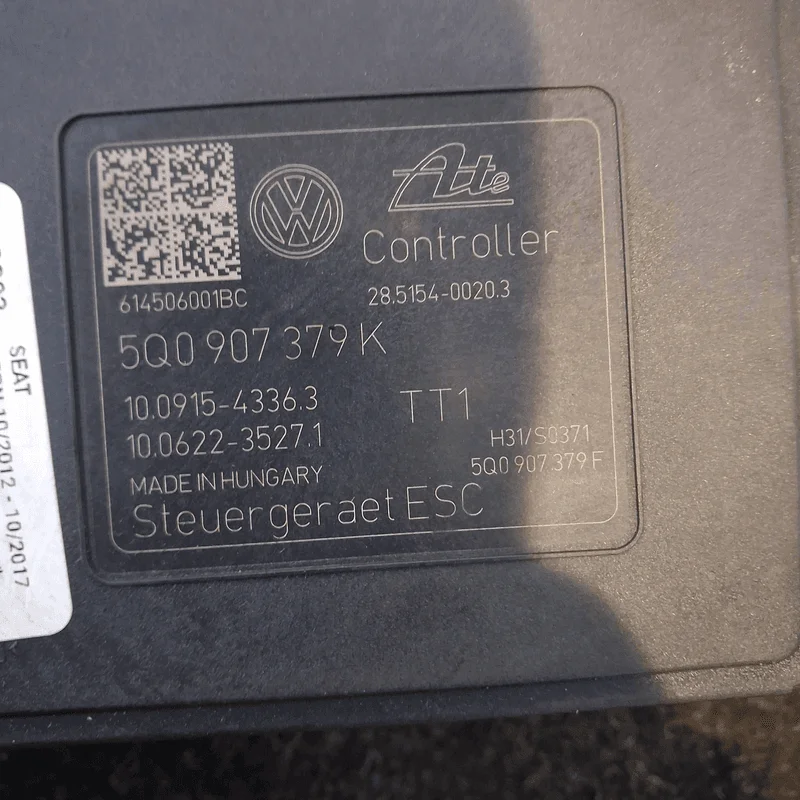 Ate
Controller
614506001BC
28.5154-0020.3
5Q0 907 379 K
10.0915-4336.3
TT1
10.0622-3527.1
H31/S0371
5Q0 907 379 F
MADE IN HUNGARY
Steuergeraet ESC
SEAT
10/2012 - 10/2017